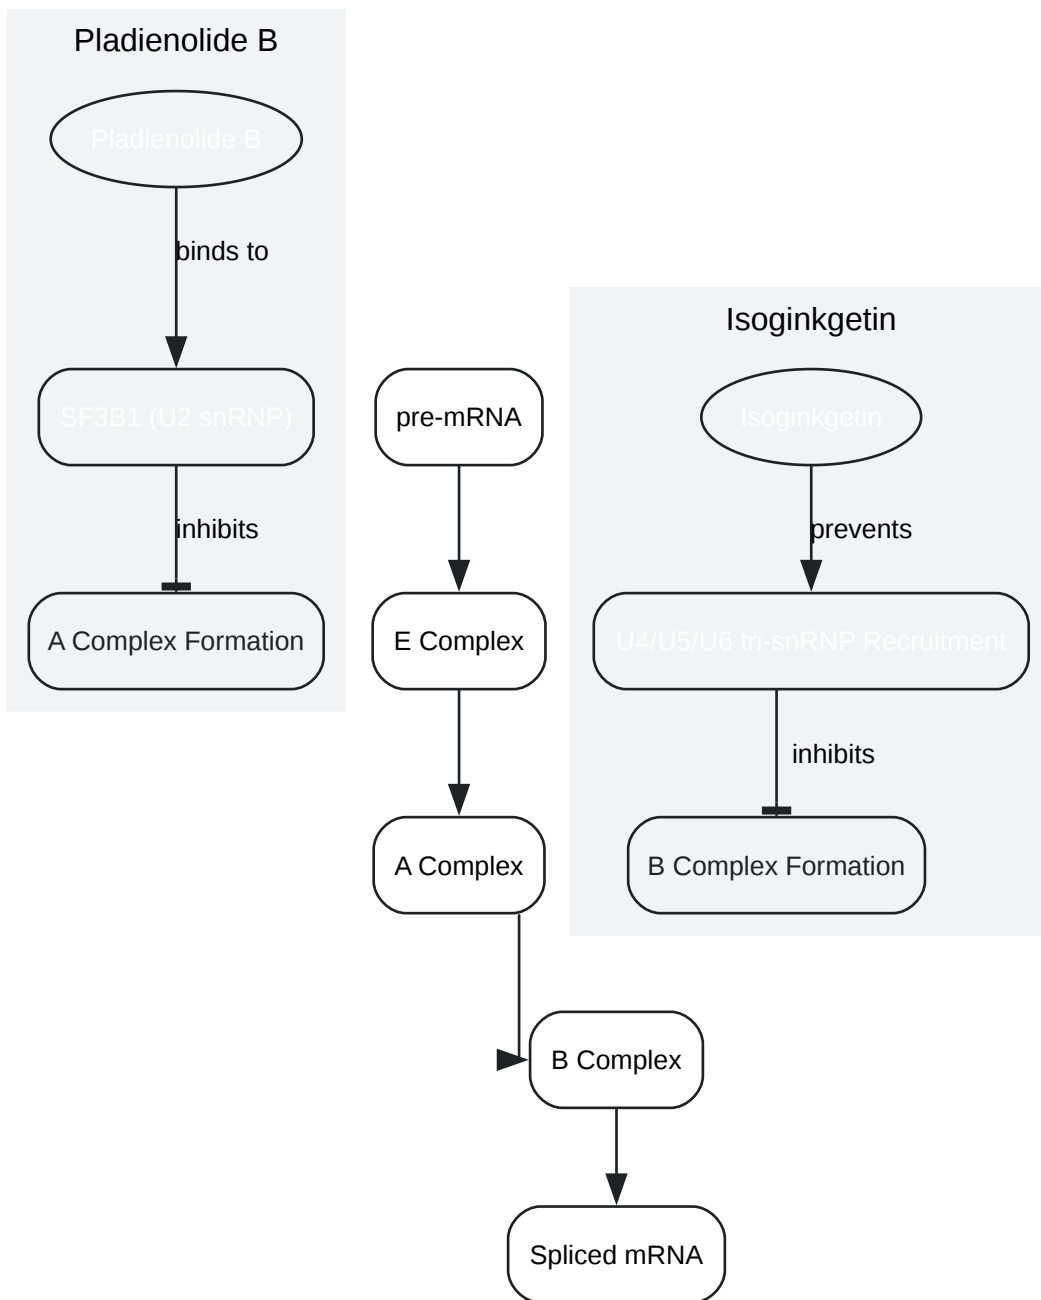 Pladienolide B
Pladienolide B
binds to
SF3B1 (U2 snRNP)
inhibits
A Complex Formation
pre-mRNA
E Complex
A Complex
Isoginkgetin
Isoginkgetin
prevents
U4/U5/U6 tri-snRNP Recruitment
inhibits
B Complex Formation
B Complex
Spliced mRNA